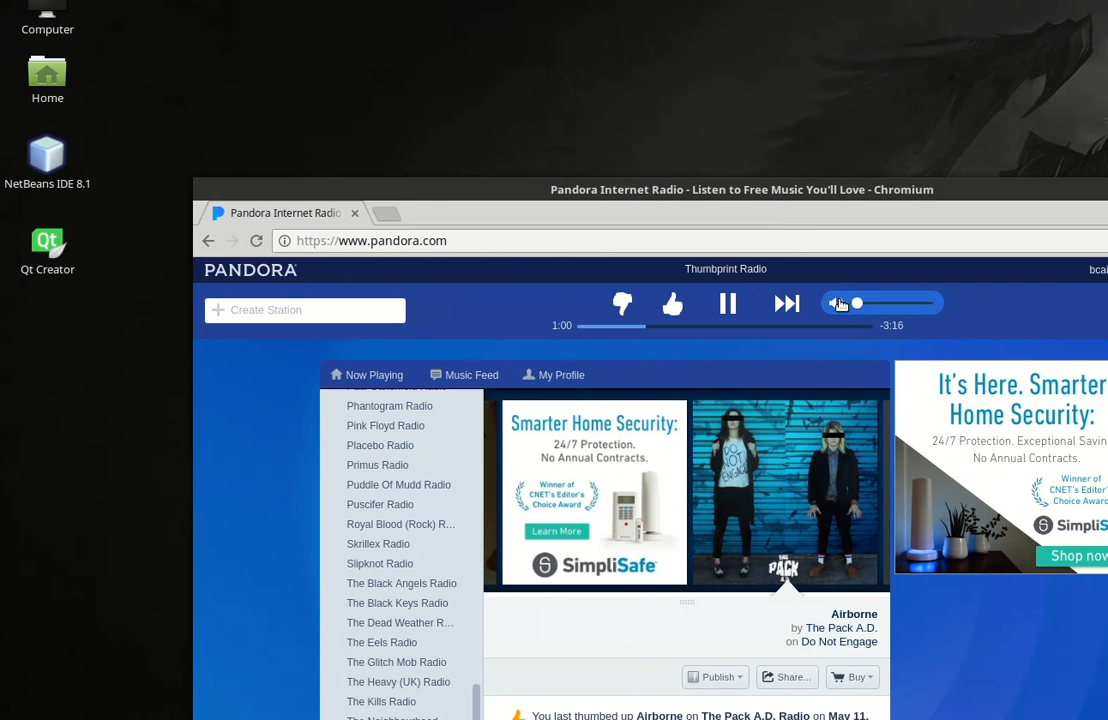 Computer
Home
NetBeans IDE 8.1
Qt
Qt Creator
Pandora Internet Radio - Listen to Free Music You'll Love - Chromium
Pandora Internet Radio
https://www.pandora.com
PANDORA
Thumbprint Radio
Create Station
1:00
-3:16
Now Playing
Music Feed
My Profile
Phantogram Radio
Pink Floyd Radio
Placebo Radio
Primus Radio
Puddle Of Mudd Radio
Puscifer Radio
Royal Blood (Rock) R...
Skrillex Radio
Slipknot Radio
The Black Angels Radio
The Black Keys Radio
The Dead Weather R...
The Eels Radio
The Glitch Mob Radio
The Heavy (UK) Radio
The Kills Radio
Smarter Home Security:
24/7 Protection.
No Annual Contracts.
Winner of
CNET's Editor's
Choice Award
Learn More
SimpliSafe
DO
NOT
ENGAGE
THE
PACK
A.D.
It's Here. Smarter
Home Security:
24/7 Protection. Exceptional
No Annual Contracts.
Winner of
CNET's
Choice
Shop now
Airborne
by The Pack A.D.
on Do Not Engage
Publish
Share...
Buy
You last thumbed up Airborne on The Pack A.D. Radio on May 11,